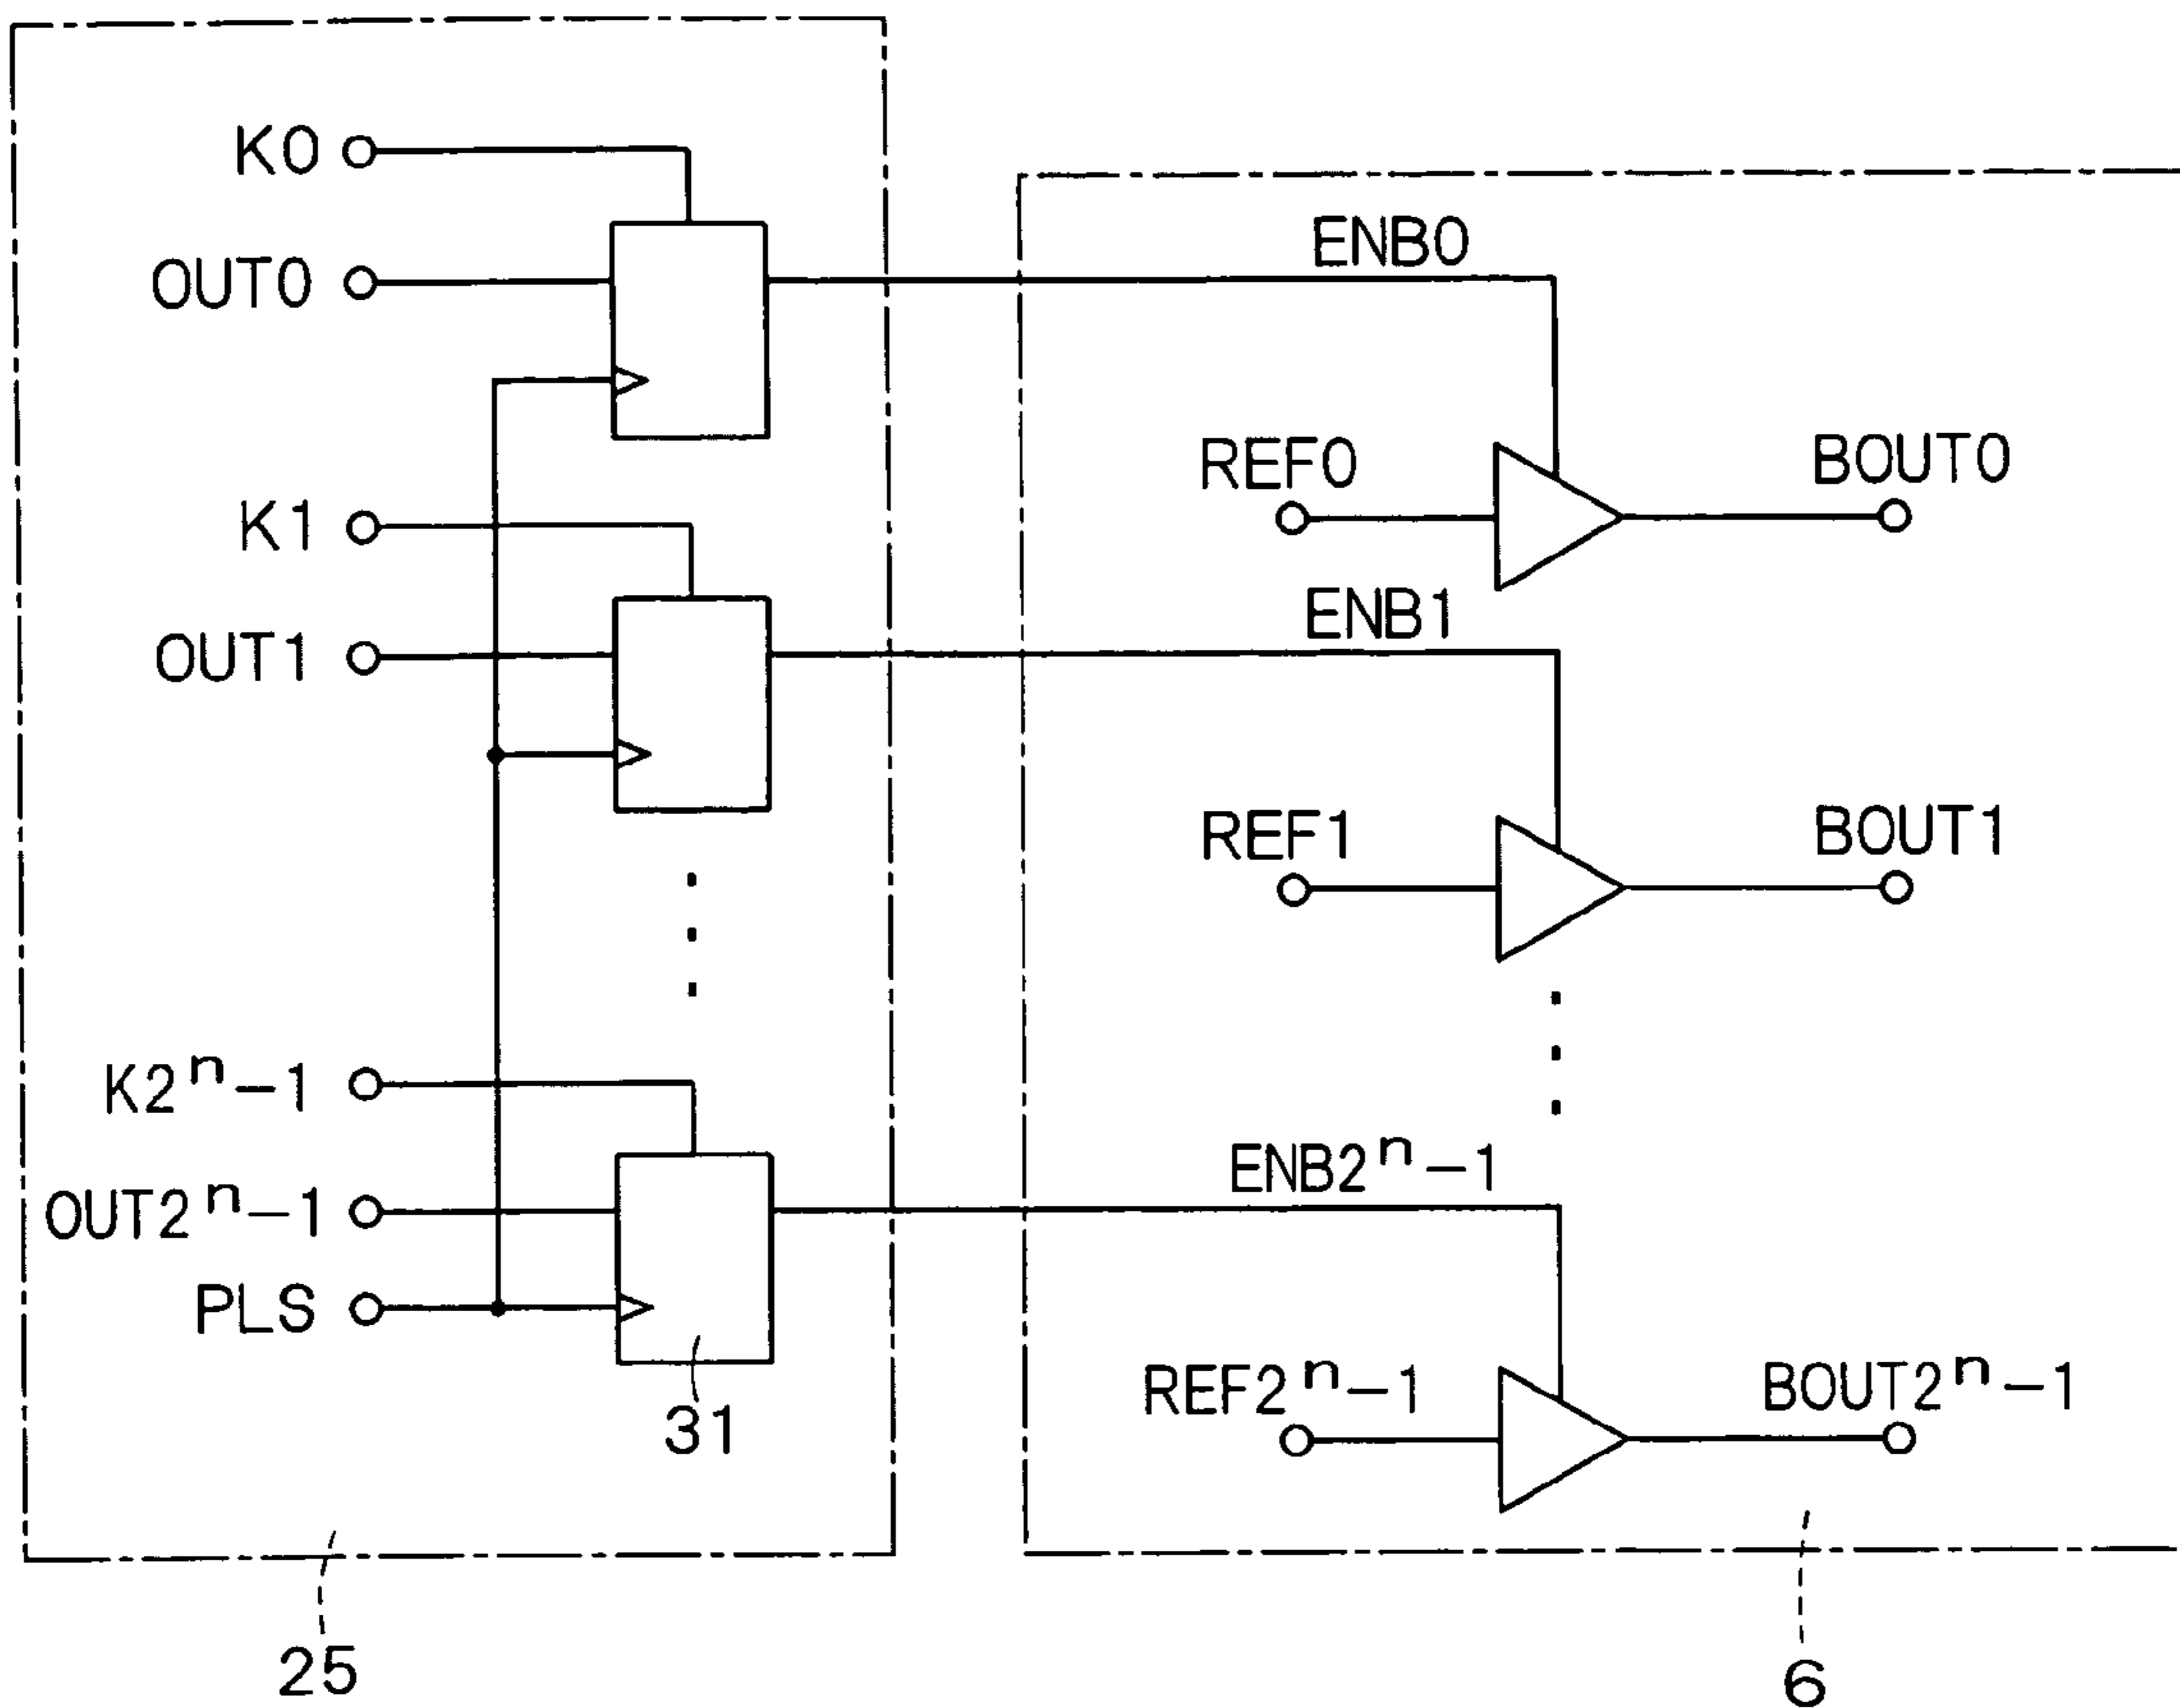 K0
OUT0
ENB0
REF0
BOUT0
K1
OUT1
ENB1
REF1
BOUT1
K2ⁿ-1
OUT2ⁿ-1
PLS
ENB2ⁿ-1
REF2ⁿ-1
BOUT2ⁿ-1
31
25
6